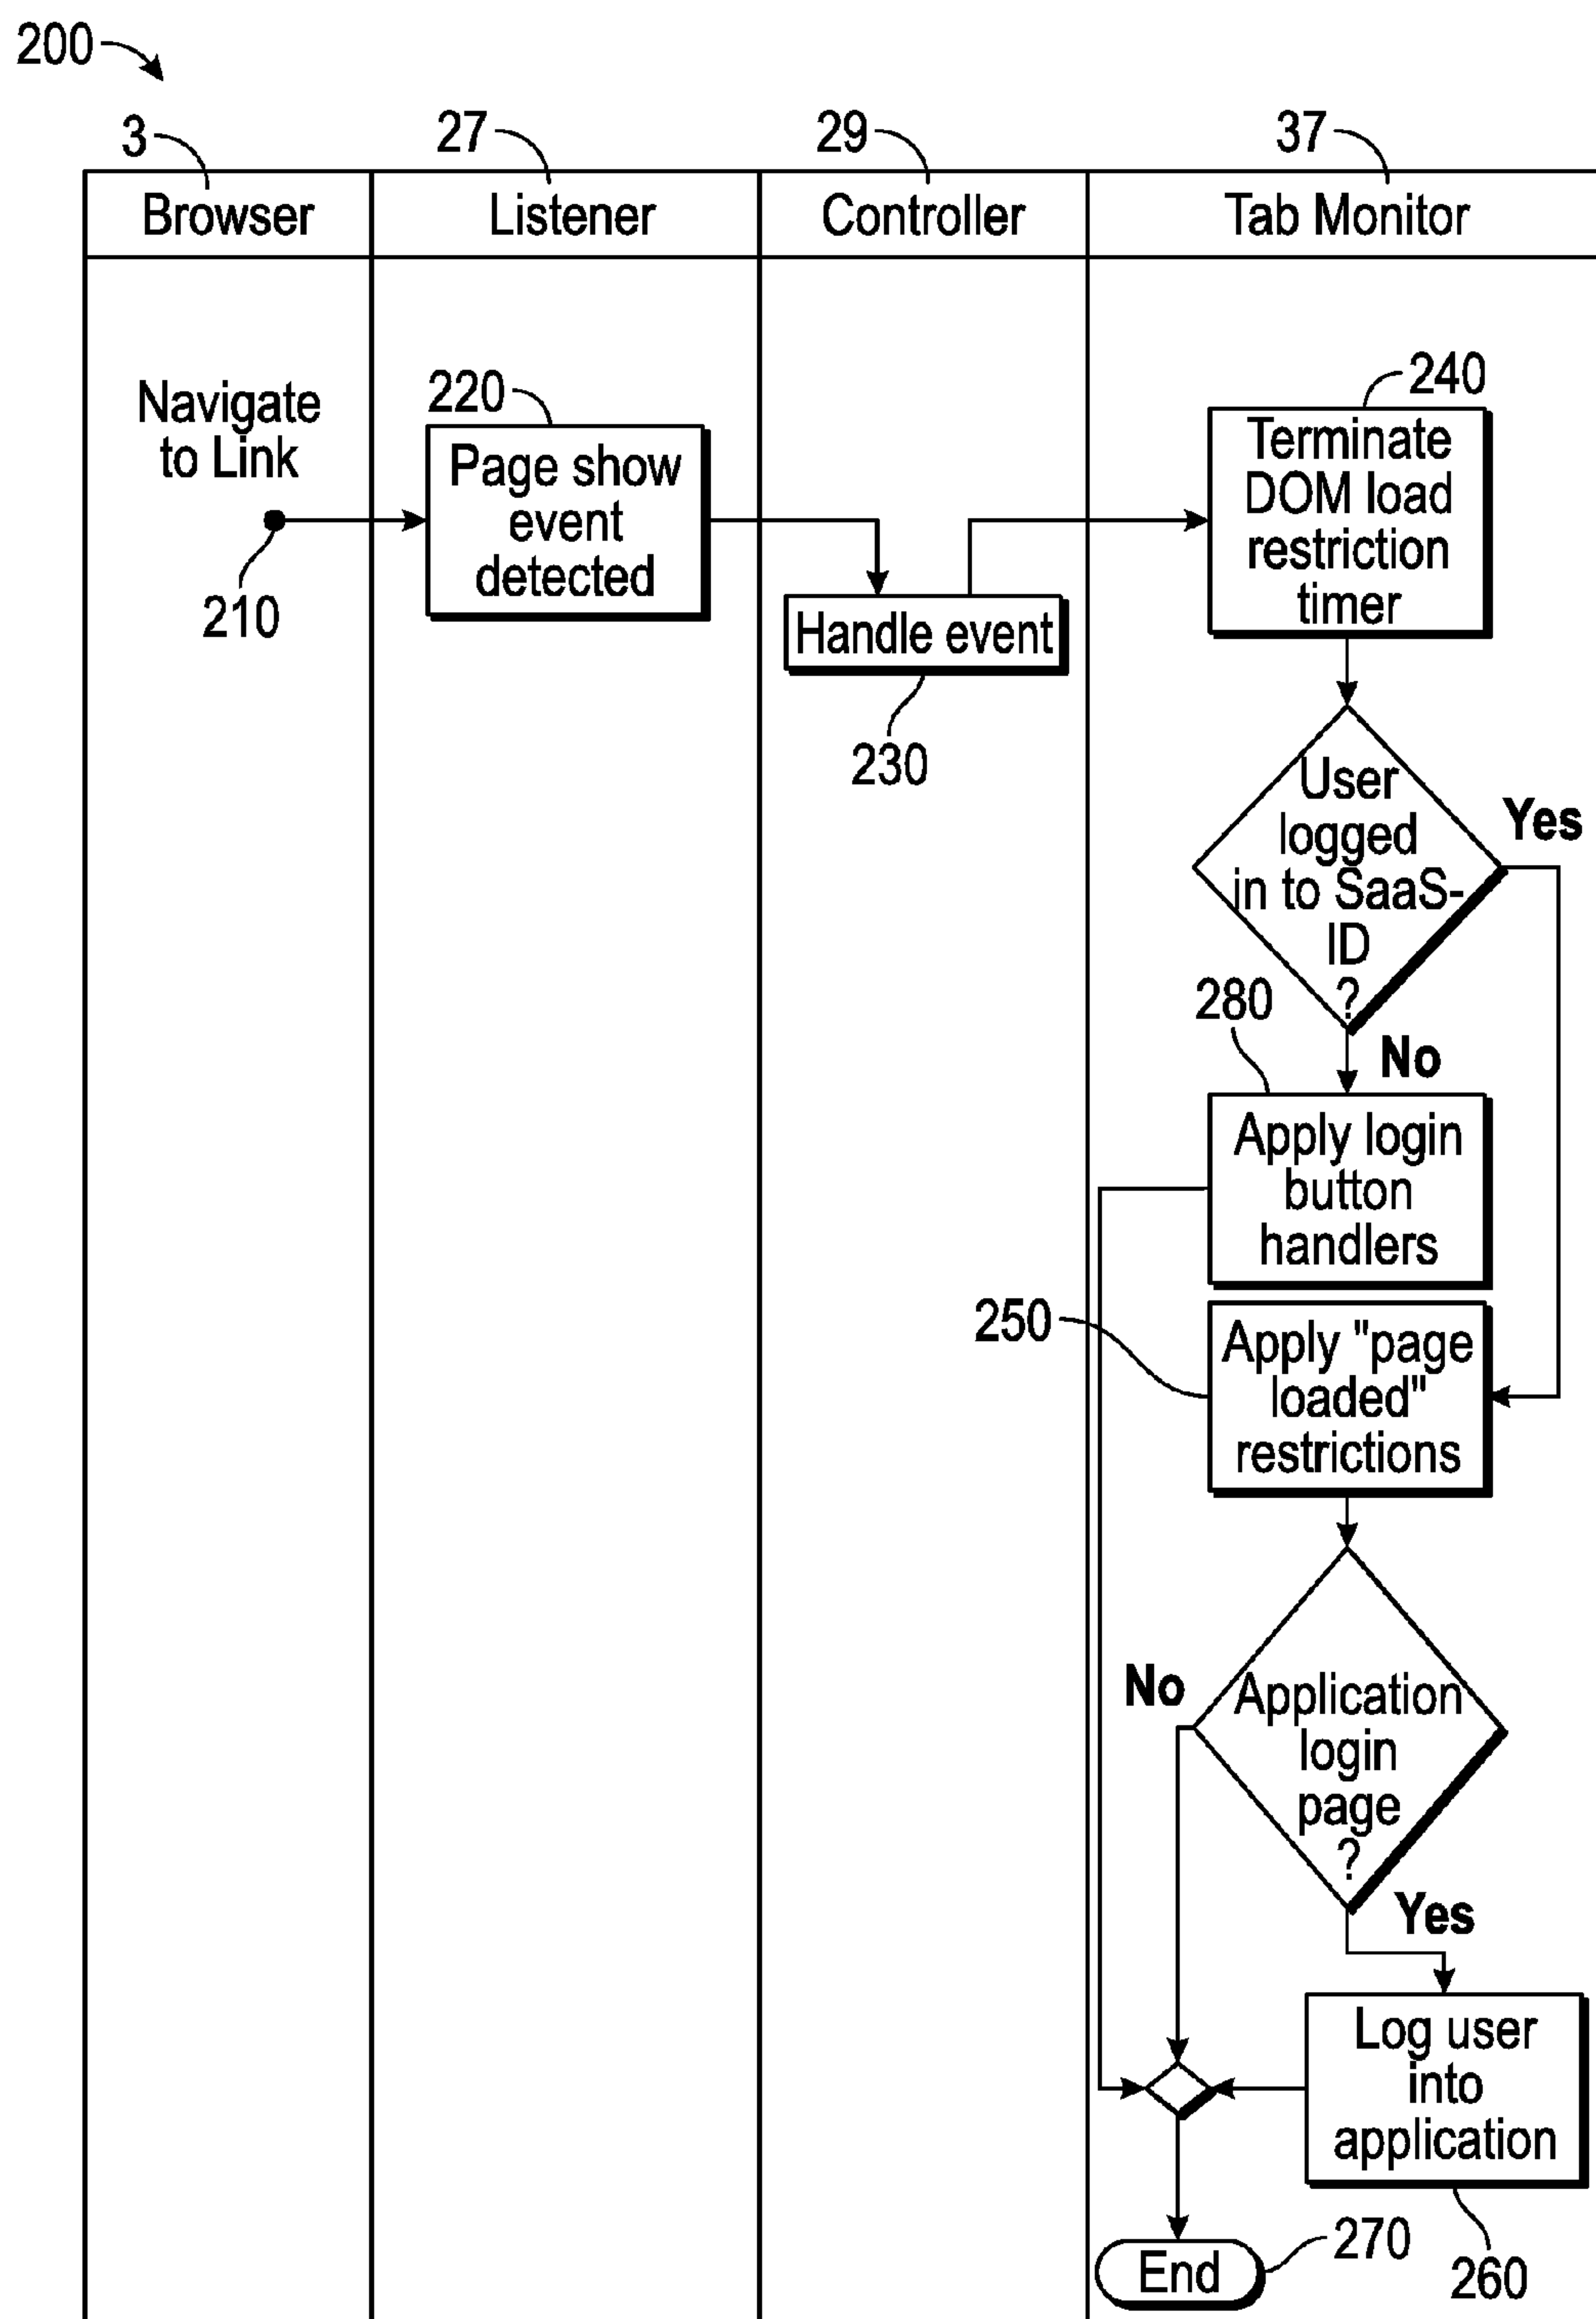 200
3
27
29
37
Browser
Listener
Controller
Tab Monitor
Navigate
to Link
210
220
Page show
event
detected
Handle event
230
240
Terminate
DOM load
restriction
timer
User
logged
in to SaaS-
ID
?
Yes
No
280
Apply login
button
handlers
250
Apply "page
loaded"
restrictions
Application
login
page
?
No
Yes
Log user
into
application
260
End
270